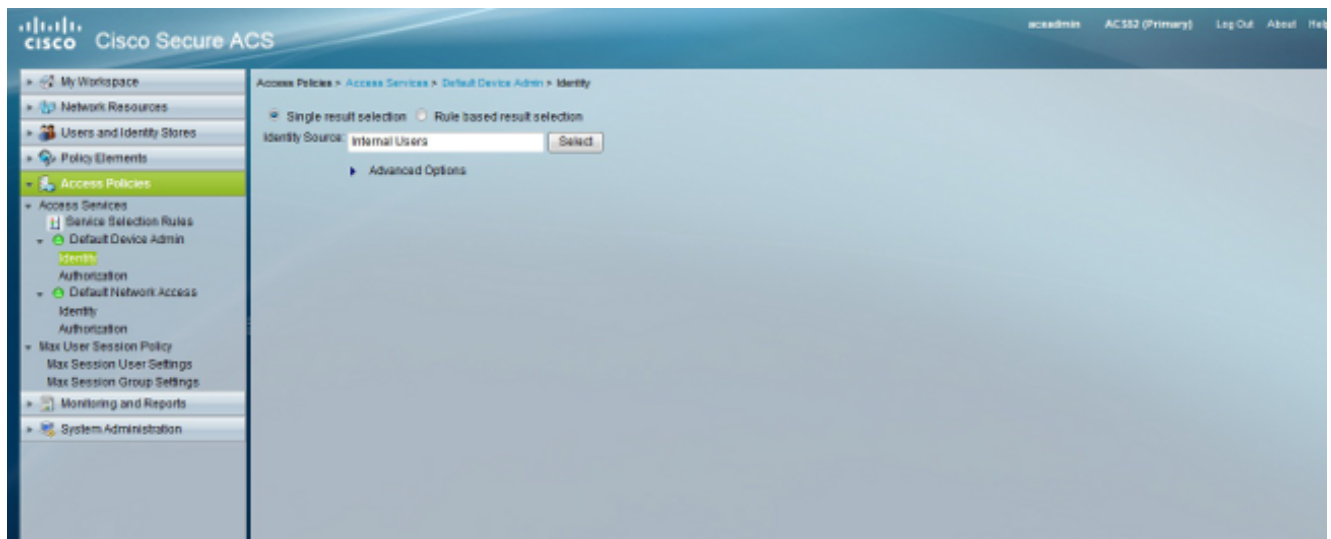 CISCO Cisco Secure ACS
acsadmin ACS52 (Primary) Log Out About Help
My Workspace
Network Resources
Users and Identity Stores
Policy Elements
Access Policies
Access Services
Service Selection Rules
Default Device Admin
Identity
Authorization
Default Network Access
Identity
Authorization
Max User Session Policy
Max Session User Settings
Max Session Group Settings
Monitoring and Reports
System Administration
Access Policies > Access Services > Default Device Admin > Identity
Single result selection Rule based result selection
Identity Source: Internal Users Select
Advanced Options